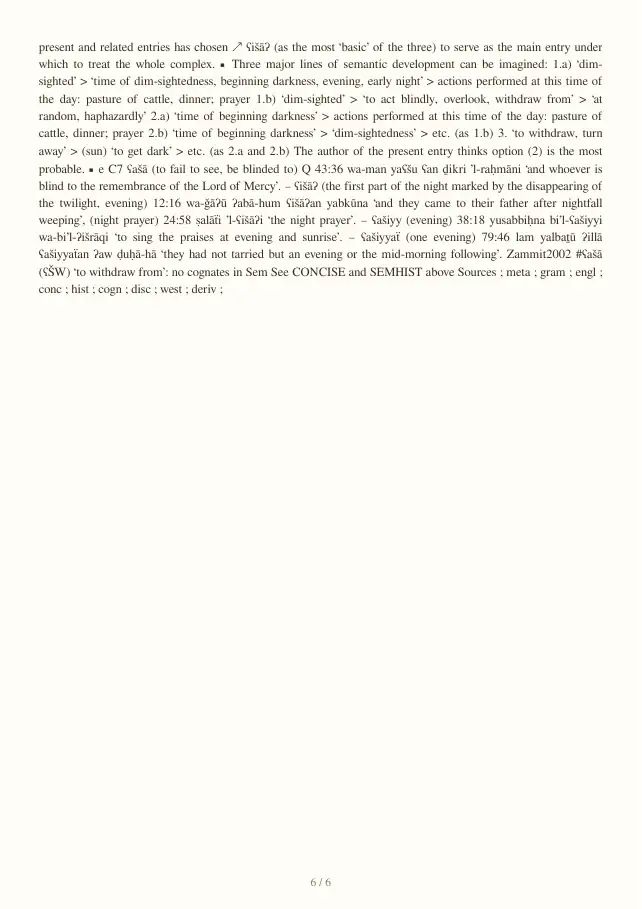 present and related entries has chosen ↗ ʕišāʔ (as the most ‘basic’ of the three) to serve as the main entry under
which to treat the whole complex. ▪ Three major lines of semantic development can be imagined: 1.a) ‘dim-
sighted’ > ‘time of dim-sightedness, beginning darkness, evening, early night’ > actions performed at this time of
the day: pasture of cattle, dinner; prayer 1.b) ‘dim-sighted’ > ‘to act blindly, overlook, withdraw from’ > ‘at
random, haphazardly’ 2.a) ‘time of beginning darkness’ > actions performed at this time of the day: pasture of
cattle, dinner; prayer 2.b) ‘time of beginning darkness’ > ‘dim-sightedness’ > etc. (as 1.b) 3. ‘to withdraw, turn
away’ > (sun) ‘to get dark’ > etc. (as 2.a and 2.b) The author of the present entry thinks option (2) is the most
probable. ▪ e C7 ʕašā (to fail to see, be blinded to) Q 43:36 wa-man yaʕšu ʕan ḏikri ’l-raḥmāni ‘and whoever is
blind to the remembrance of the Lord of Mercy’. – ʕišāʔ (the first part of the night marked by the disappearing of
the twilight, evening) 12:16 wa-ǧāʔū ʔabā-hum ʕišāʔan yabkūna ‘and they came to their father after nightfall
weeping’, (night prayer) 24:58 ṣalāẗi ’l-ʕišāʔi ‘the night prayer’. – ʕašiyy (evening) 38:18 yusabbiḥna bi’l-ʕašiyyi
wa-bi’l-ʔišrāqi ‘to sing the praises at evening and sunrise’. – ʕašiyyaẗ (one evening) 79:46 lam yalbaṯū ʔillā
ʕašiyyaẗan ʔaw ḍuḥā-hā ‘they had not tarried but an evening or the mid-morning following’. Zammit2002 #ʕašā
(ʕŠW) ‘to withdraw from’: no cognates in Sem See CONCISE and SEMHIST above Sources ; meta ; gram ; engl ;
conc ; hist ; cogn ; disc ; west ; deriv ;
6 / 6